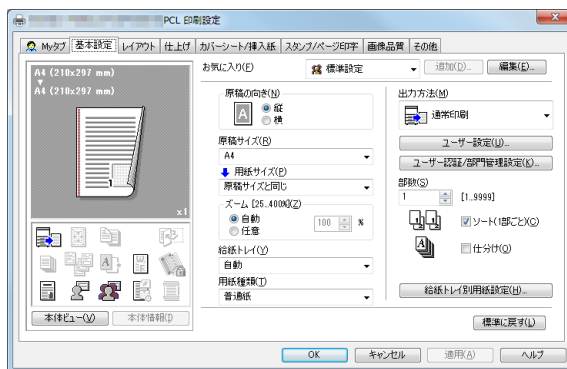 PCL 印刷設定
Myタブ 基本設定 レイアウト 仕上げ カバーシート/挿入紙 スタンプ/ページ印字 画像品質 その他
A4 (210x297 mm)
A4 (210x297 mm)
1
x1
本体ビュー(V) 本体情報(I)
お気に入り(F) 標準設定 追加(D)... 編集(E)...
原稿の向き(N)
A
縦
横
原稿サイズ(R)
A4
用紙サイズ(P)
原稿サイズと同じ
ズーム [25..400%](Z)
自動
任意
100 %
給紙トレイ(Y)
自動
用紙種類(T)
普通紙
出力方法(M)
通常印刷
ユーザー設定(U)...
ユーザー認証/部門管理設定(K)...
部数(S)
1 [1..9999]
ソート(1部ごと)(C)
仕分け(O)
給紙トレイ別用紙設定(H)...
標準に戻す(L)
OK キャンセル 適用(A) ヘルプ